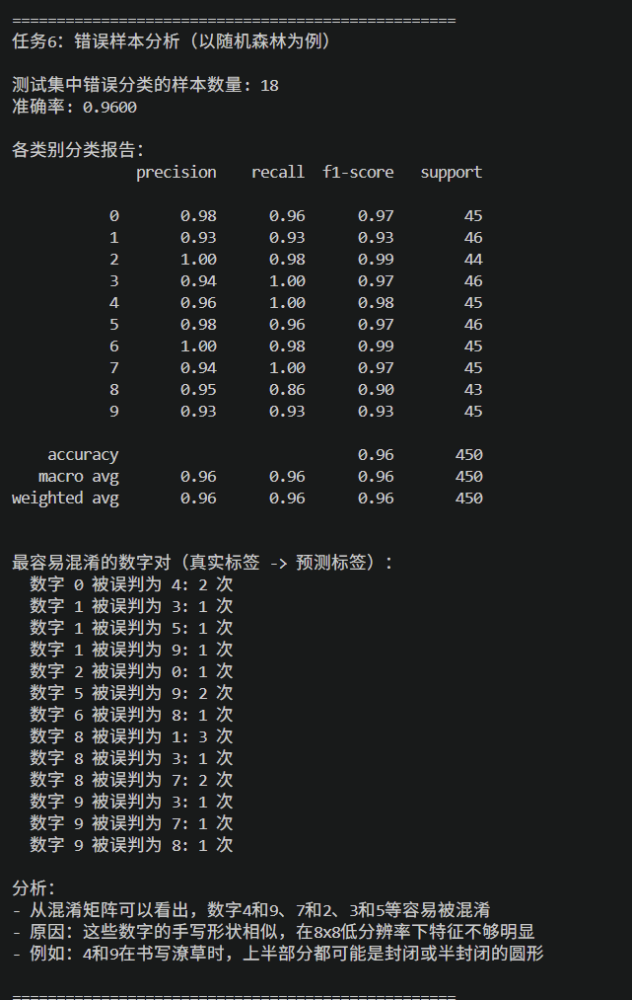 ==================================================
任务6：错误样本分析（以随机森林为例）
测试集中错误分类的样本数量: 18
准确率: 0.9600
各类别分类报告:
              precision    recall  f1-score   support
           0       0.98      0.96      0.97        45
           1       0.93      0.93      0.93        46
           2       1.00      0.98      0.99        44
           3       0.94      1.00      0.97        46
           4       0.96      1.00      0.98        45
           5       0.98      0.96      0.97        46
           6       1.00      0.98      0.99        45
           7       0.94      1.00      0.97        45
           8       0.95      0.86      0.90        43
           9       0.93      0.93      0.93        45
    accuracy                           0.96       450
   macro avg       0.96      0.96      0.96       450
weighted avg       0.96      0.96      0.96       450
最容易混淆的数字对（真实标签 -> 预测标签）:
  数字 0 被误判为 4: 2 次
  数字 1 被误判为 3: 1 次
  数字 1 被误判为 5: 1 次
  数字 1 被误判为 9: 1 次
  数字 2 被误判为 0: 1 次
  数字 5 被误判为 9: 2 次
  数字 6 被误判为 8: 1 次
  数字 8 被误判为 1: 3 次
  数字 8 被误判为 3: 1 次
  数字 8 被误判为 7: 2 次
  数字 9 被误判为 3: 1 次
  数字 9 被误判为 7: 1 次
  数字 9 被误判为 8: 1 次
分析:
- 从混淆矩阵可以看出，数字4和9、7和2、3和5等容易被混淆
- 原因：这些数字的手写形状相似，在8x8低分辨率下特征不够明显
- 例如：4和9在书写潦草时，上半部分都可能是封闭或半封闭的圆形
==================================================